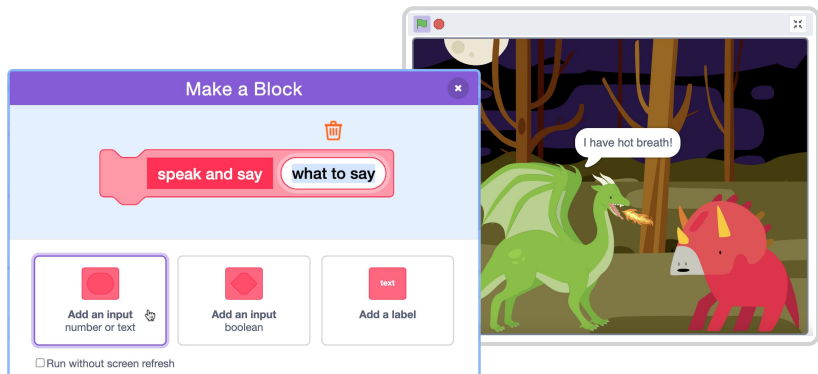 Make a Block
speak and say what to say
Add an input
number or text
Add an input
boolean
text
Add a label
Run without screen refresh
I have hot breath!